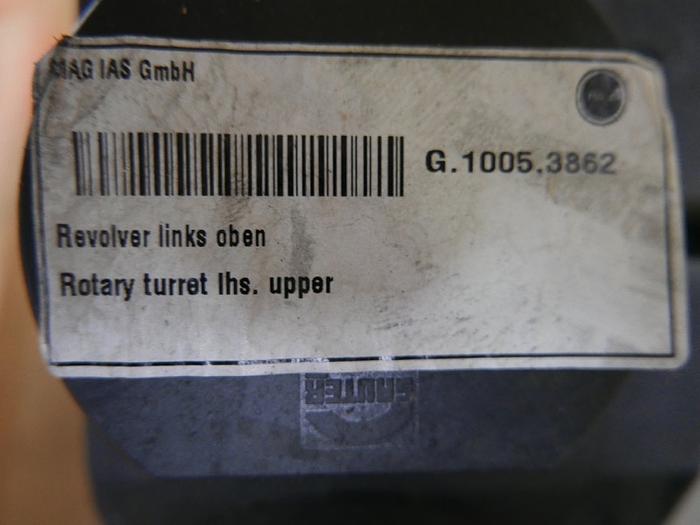 MAG IAS GmbH
G.1005.3862
Revolver links oben
Rotary turret lhs. upper
SAUTER